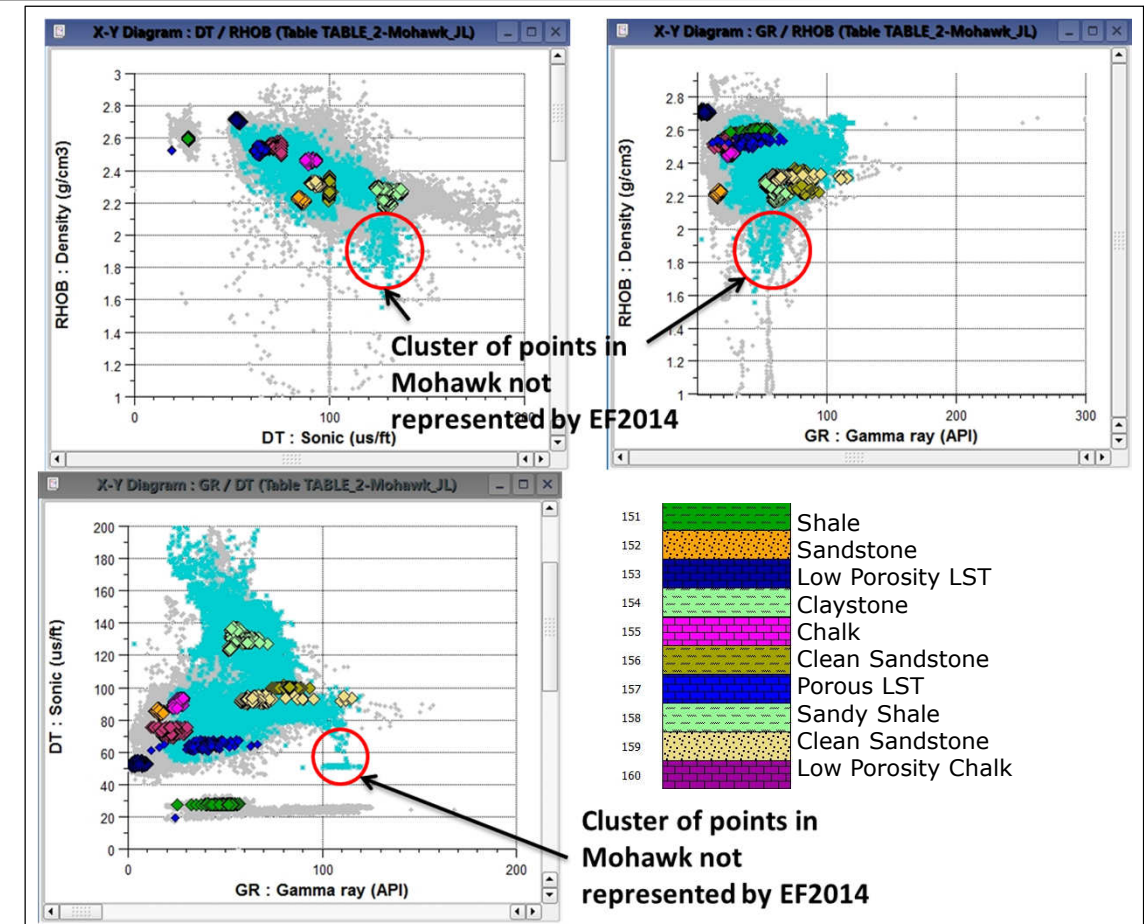 X-Y Diagram : DT / RHOB (Table TABLE_2-Mohawk_JL)
3
2.8
2.6
2.4
2.2
2
1.8
1.6
1.4
1.2
1
RHOB : Density (g/cm3)
0
100
200
DT : Sonic (us/ft)
X-Y Diagram : GR / RHOB (Table TABLE_2-Mohawk_JL)
2.8
2.6
2.4
2.2
2
1.8
1.6
1.4
1.2
1
RHOB : Density (g/cm3)
100
200
300
GR : Gamma ray (API)
Cluster of points in
Mohawk not
represented by EF2014
X-Y Diagram : GR / DT (Table TABLE_2-Mohawk_JL)
200
180
160
140
120
100
80
60
40
20
0
DT : Sonic (us/ft)
0
100
200
GR : Gamma ray (API)
151 Shale
152 Sandstone
153 Low Porosity LST
154 Claystone
155 Chalk
156 Clean Sandstone
157 Porous LST
158 Sandy Shale
159 Clean Sandstone
160 Low Porosity Chalk
Cluster of points in
Mohawk not
represented by EF2014